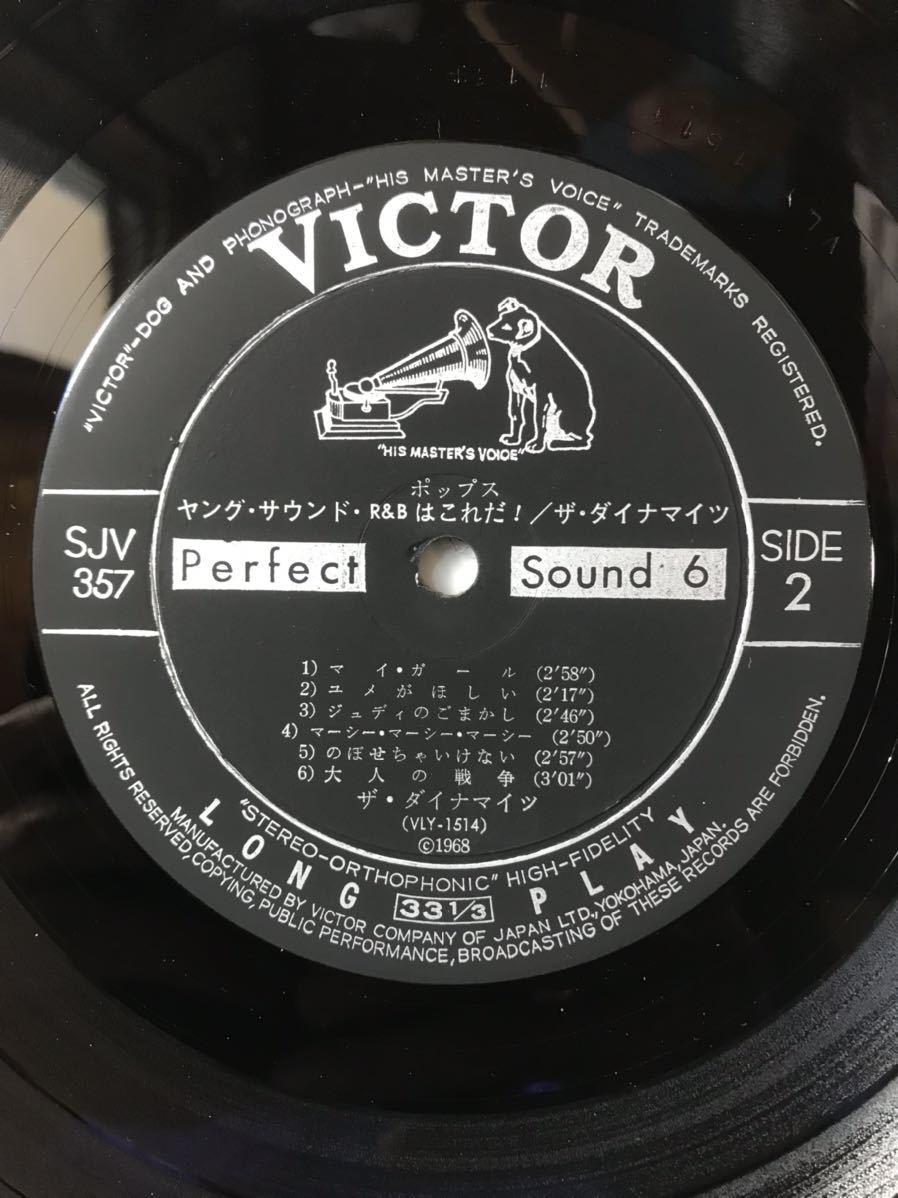 "VICTOR"-DOG AND PHONOGRAPH-"HIS MASTER'S VOICE" TRADEMARKS REGISTERED.
VICTOR
"HIS MASTER'S VOICE"
ポップス
ヤング・サウンド・R&Bはこれだ!/ザ・ダイナマイツ
SJV
357
Perfect Sound 6
SIDE
2
1) マイ・ガール (2'58")
2) ユメがほしい (2'17")
3) ジュディのごまかし (2'46")
4) マーシー・マーシー・マーシー (2'50")
5) のぼせちゃいけない (2'57")
6) 大人の戦争 (3'01")
ザ・ダイナマイツ
(VLY-1514)
©1968
"STEREO-ORTHOPHONIC" HIGH-FIDELITY
LONG 33 1/3 PLAY
MANUFACTURED BY VICTOR COMPANY OF JAPAN LTD., YOKOHAMA, JAPAN.
ALL RIGHTS RESERVED, COPYING, PUBLIC PERFORMANCE, BROADCASTING OF THESE RECORDS ARE FORBIDDEN.